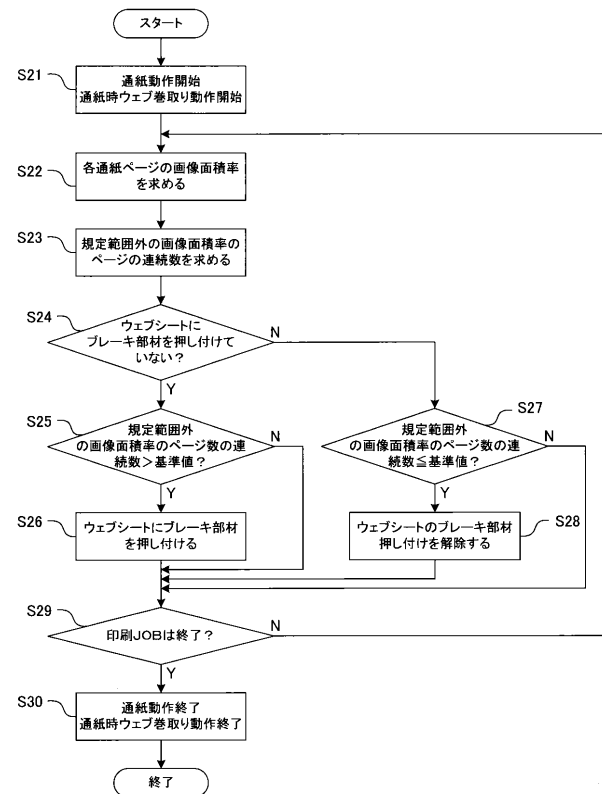 スタート
S21
通紙動作開始
通紙時ウェブ巻取り動作開始
S22
各通紙ページの画像面積率
を求める
S23
規定範囲外の画像面積率の
ページの連続数を求める
S24
ウェブシートに
ブレーキ部材を押し付けて
いない?
N
Y
S25
規定範囲外
の画像面積率のページ数の連
続数>基準値?
N
Y
S27
規定範囲外
の画像面積率のページ数の連
続数≦基準値?
N
Y
S26
ウェブシートにブレーキ部材
を押し付ける
S28
ウェブシートのブレーキ部材
押し付けを解除する
S29
印刷JOBは終了?
N
Y
S30
通紙動作終了
通紙時ウェブ巻取り動作終了
終了